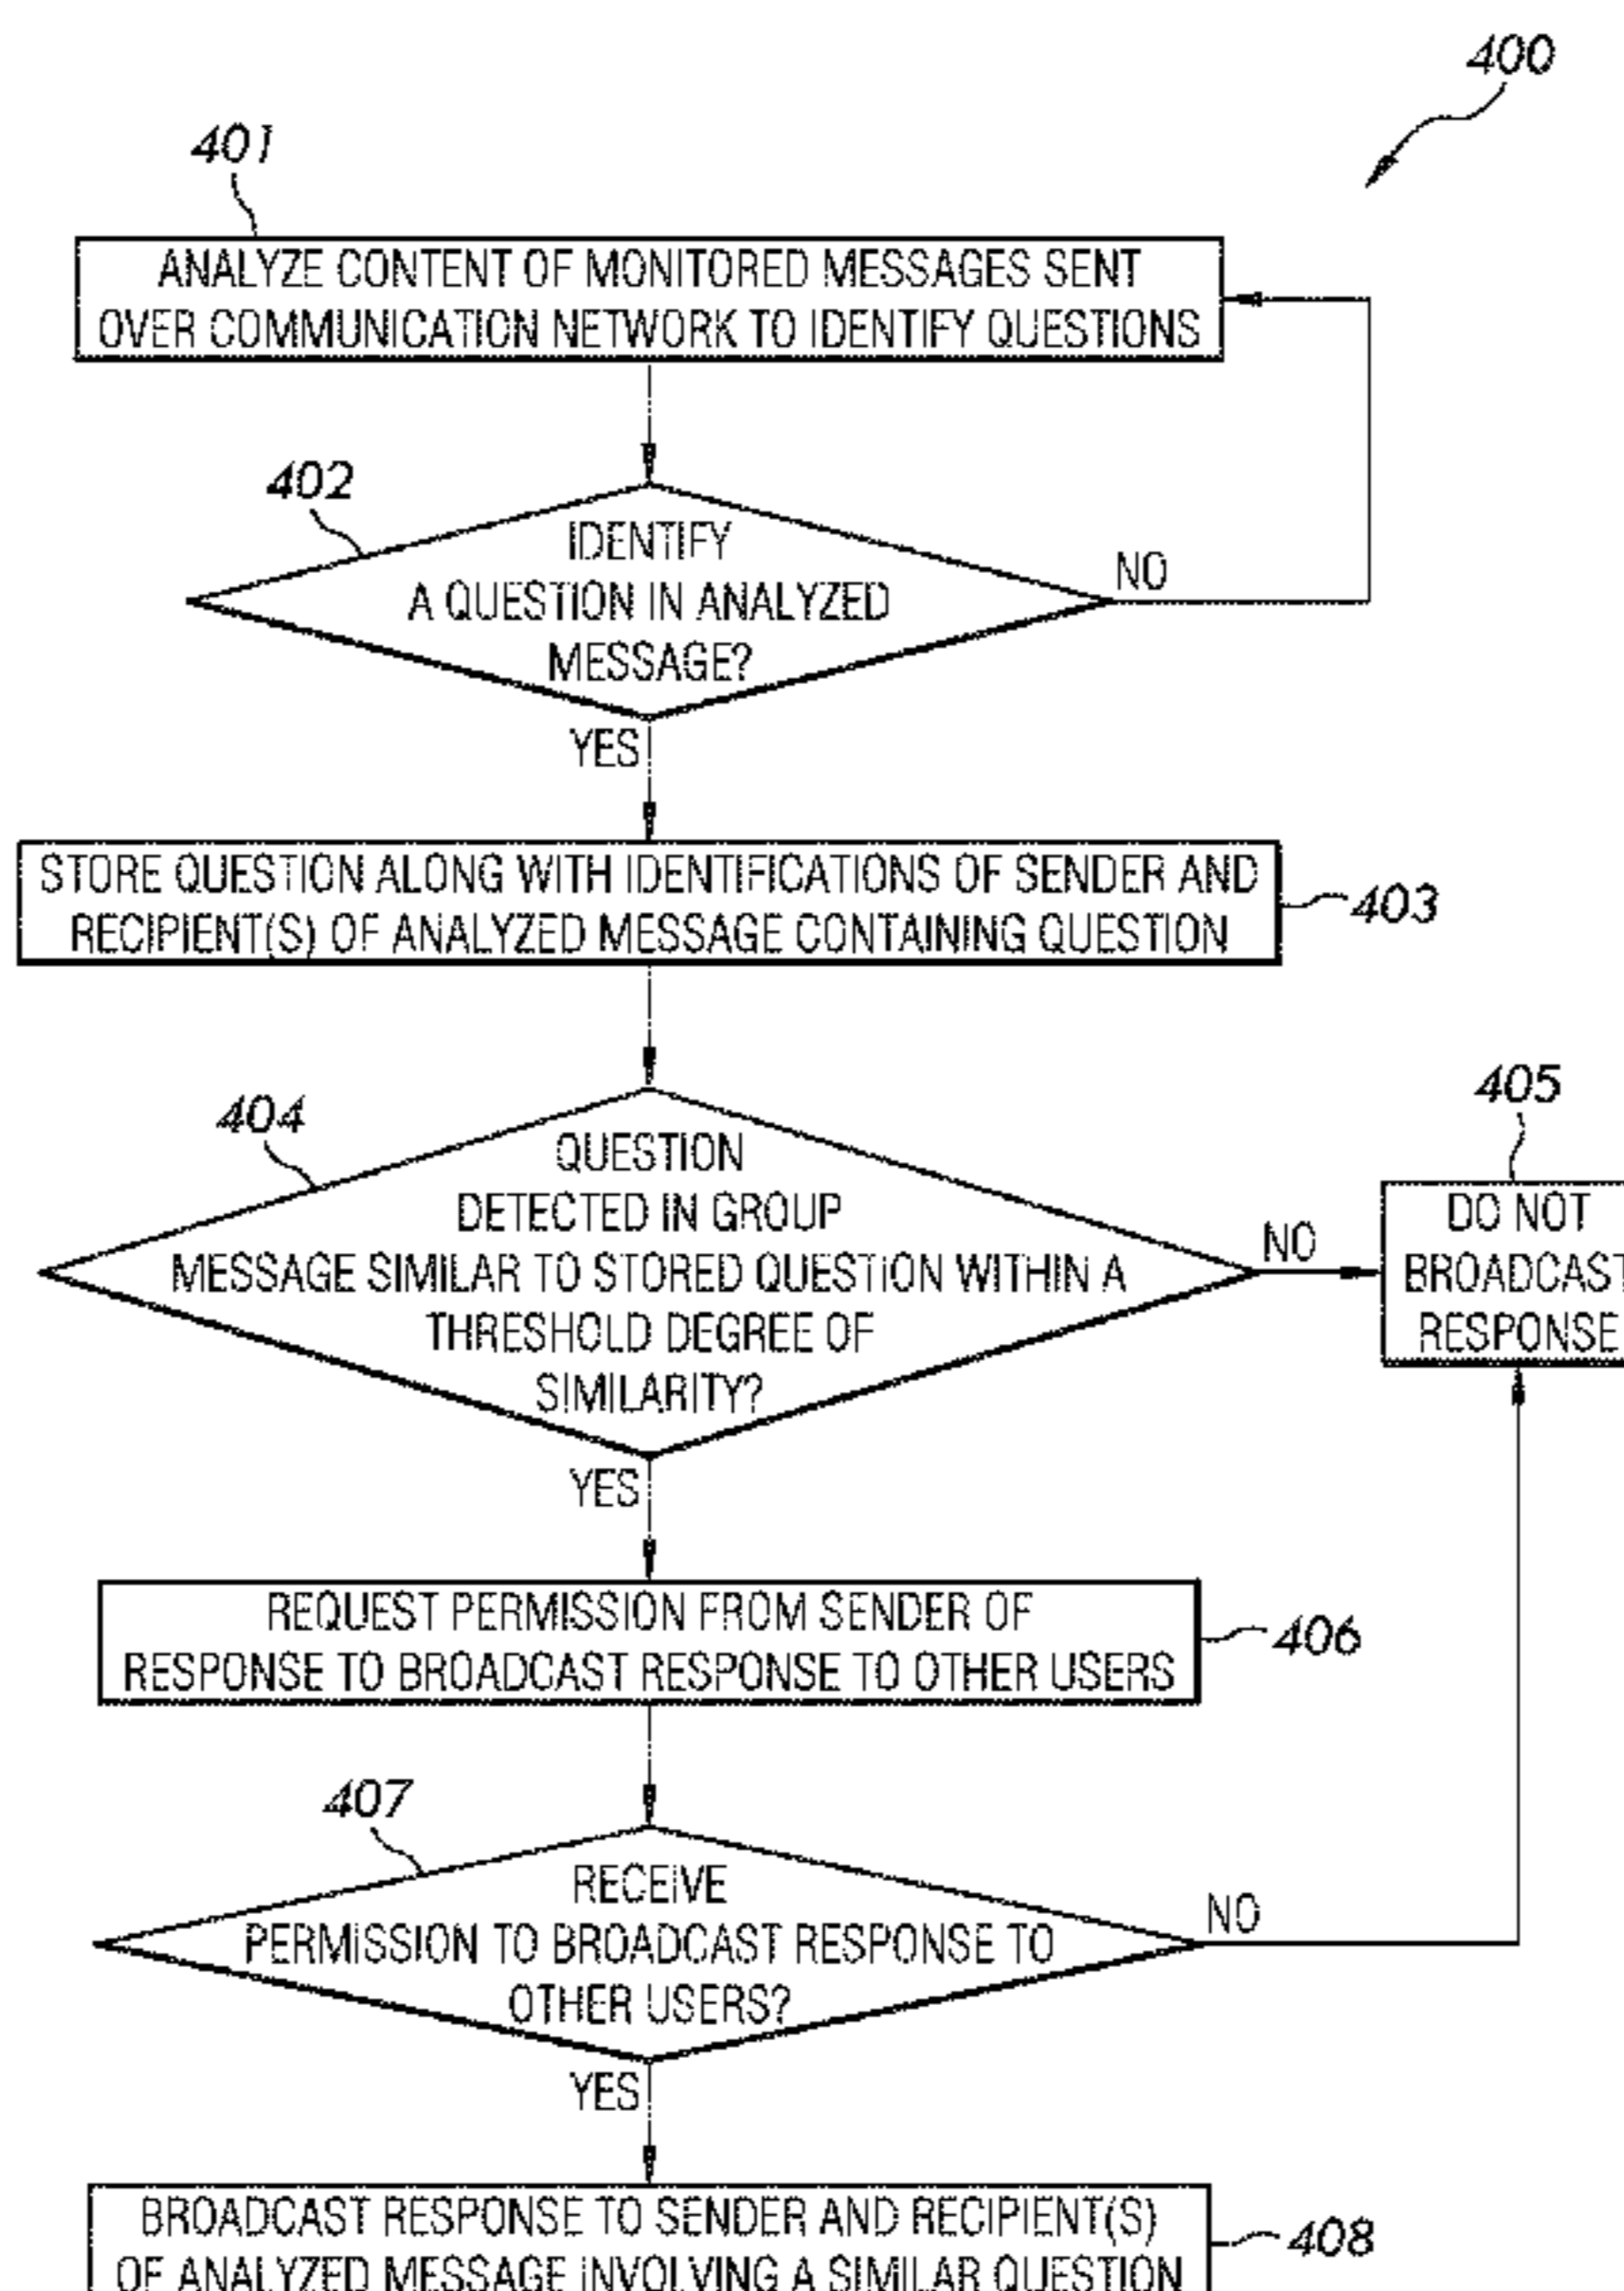 400
401
ANALYZE CONTENT OF MONITORED MESSAGES SENT
OVER COMMUNICATION NETWORK TO IDENTIFY QUESTIONS
402
IDENTIFY
A QUESTION IN ANALYZED
MESSAGE?
NO
YES
STORE QUESTION ALONG WITH IDENTIFICATIONS OF SENDER AND
RECIPIENT(S) OF ANALYZED MESSAGE CONTAINING QUESTION
403
404
QUESTION
DETECTED IN GROUP
MESSAGE SIMILAR TO STORED QUESTION WITHIN A
THRESHOLD DEGREE OF
SIMILARITY?
NO
405
DO NOT
BROADCAST
RESPONSE
YES
REQUEST PERMISSION FROM SENDER OF
RESPONSE TO BROADCAST RESPONSE TO OTHER USERS
406
407
RECEIVE
PERMISSION TO BROADCAST RESPONSE TO
OTHER USERS?
NO
YES
BROADCAST RESPONSE TO SENDER AND RECIPIENT(S)
OF ANALYZED MESSAGE INVOLVING A SIMILAR QUESTION
408